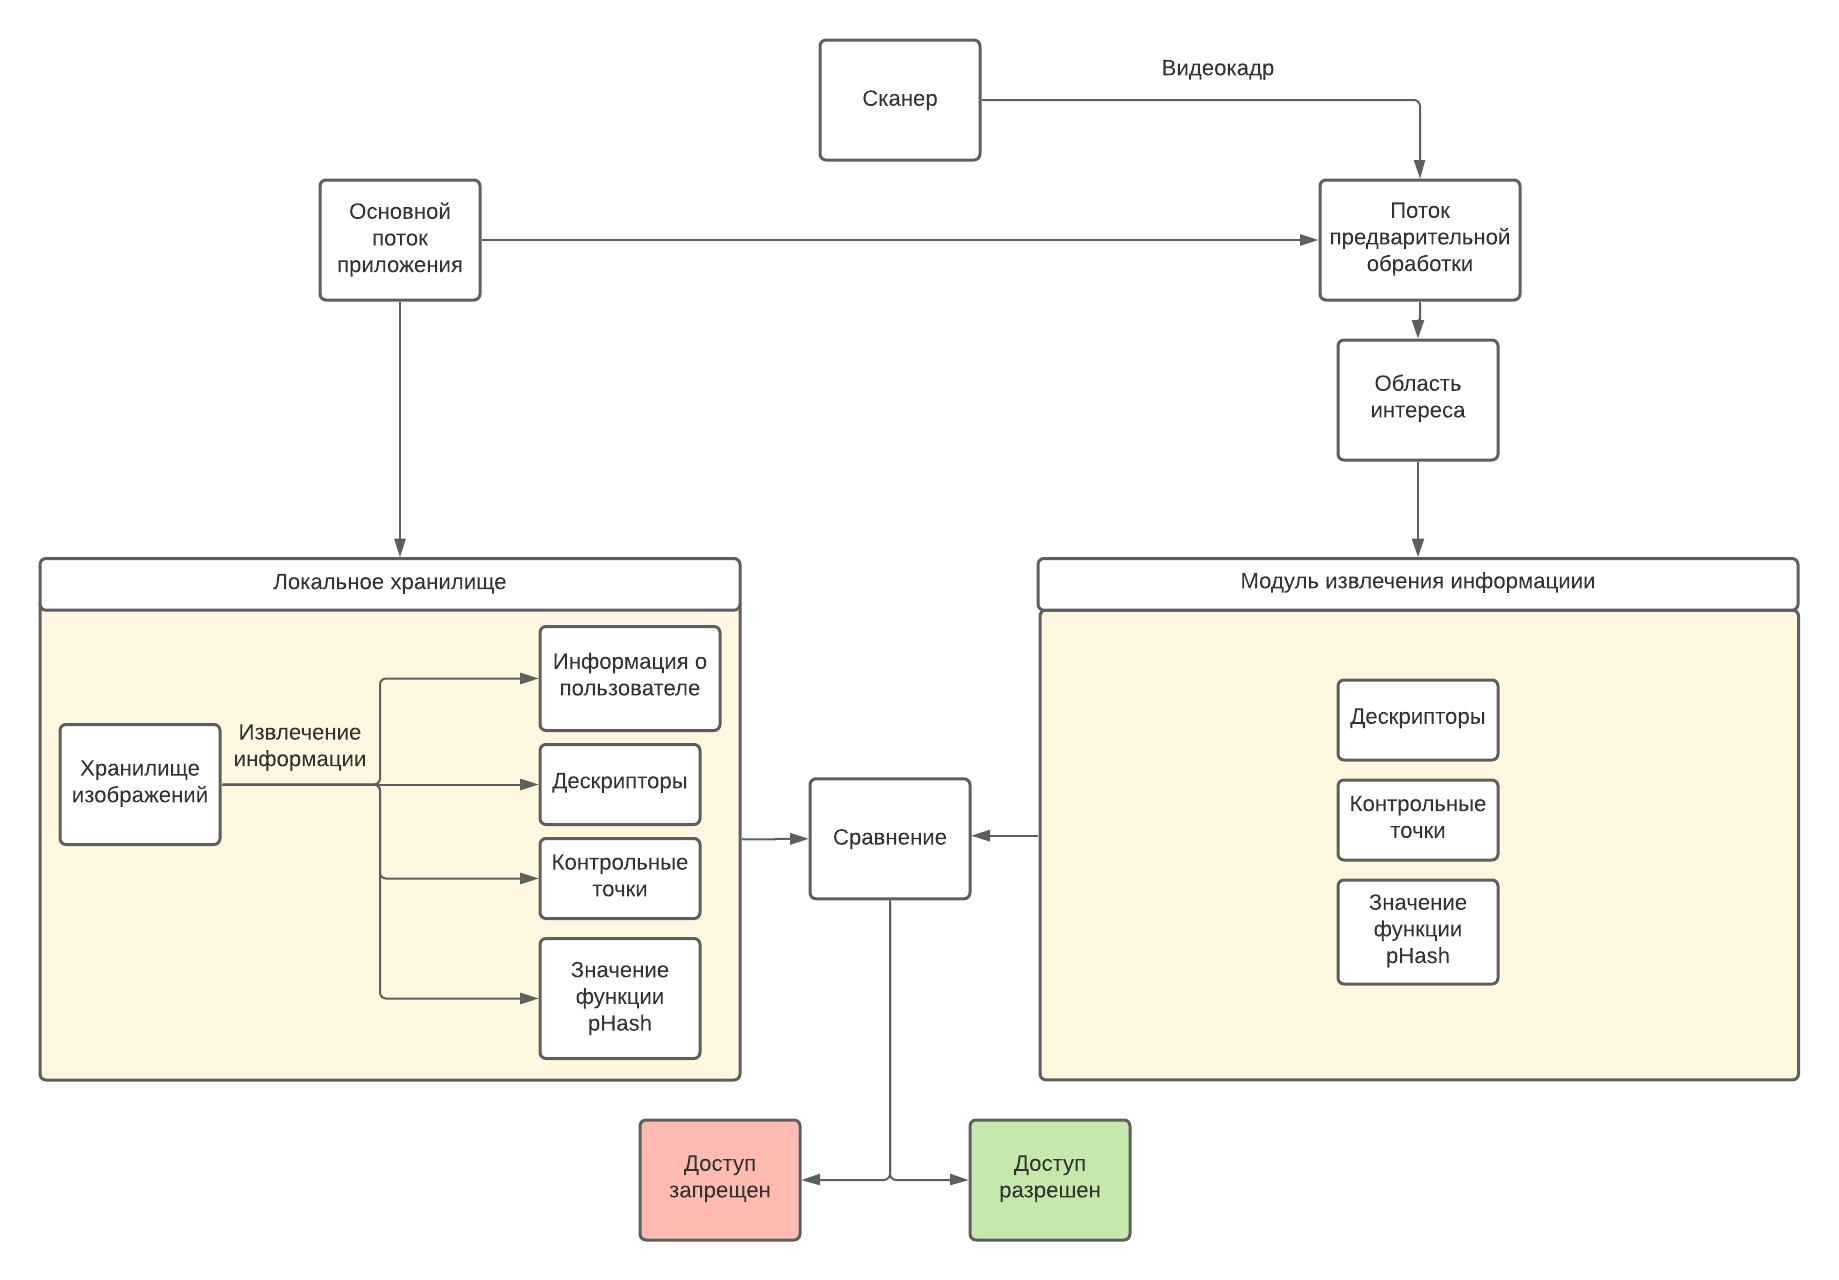 Видеокадр
Сканер
Основной
поток
приложения
Поток
предварительной
обработки
Область
интереса
Локальное хранилище
Модуль извлечения информациии
Информация о
пользователе
Извлечение
информации
Хранилище
изображений
Дескрипторы
Контрольные
точки
Значение
функции
pHash
Сравнение
Дескрипторы
Контрольные
точки
Значение
функции
pHash
Доступ
запрещен
Доступ
разрешен